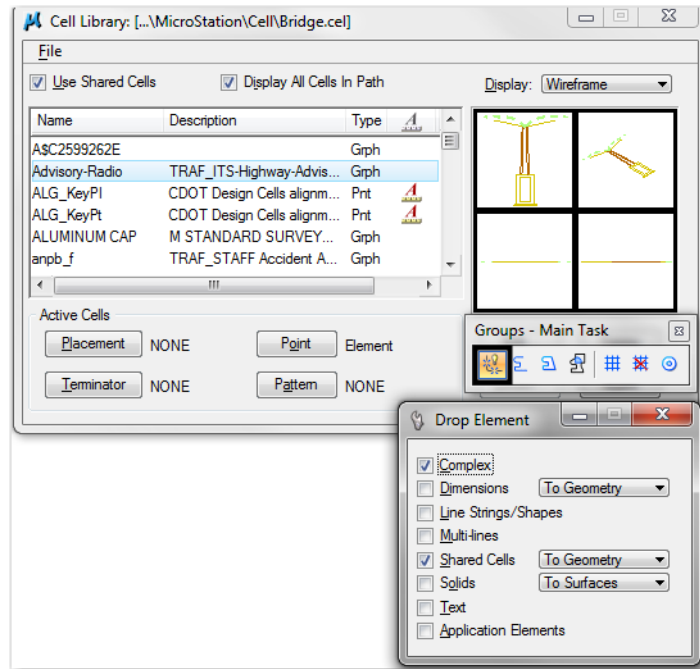 Cell Library: [...\MicroStation\Cell\Bridge.cel]
File
Use Shared Cells Display All Cells In Path Display: Wireframe
Name Description Type A
A$C2599262E Grph
Advisory-Radio TRAF_ITS-Highway-Advis... Grph
ALG_KeyPI CDOT Design Cells alignm... Pnt A
ALG_KeyPt CDOT Design Cells alignm... Pnt A
ALUMINUM CAP M STANDARD SURVEY... Grph
anpb_f TRAF_STAFF Accident A... Grph
Active Cells
Placement NONE Point Element
Terminator NONE Pattern NONE
Groups - Main Task
Drop Element
Complex
Dimensions To Geometry
Line Strings/Shapes
Multi-lines
Shared Cells To Geometry
Solids To Surfaces
Text
Application Elements